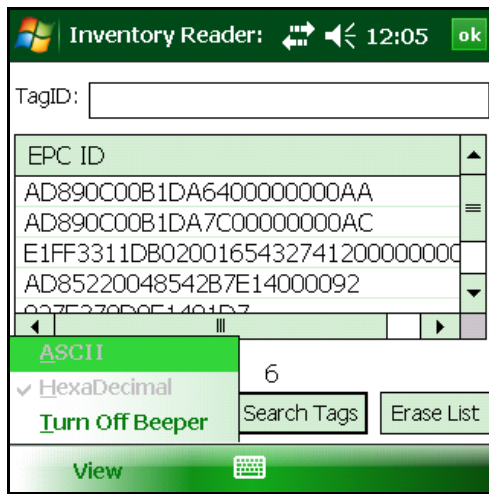 Inventory Reader: 12:05 ok
TagID:
EPC ID
AD890C00B1DA6400000000AA
AD890C00B1DA7C00000000AC
E1FF3311DB02001654327412000000
AD85220048542B7E14000092
ASCII
HexaDecimal
6
Turn Off Beeper
Search Tags
Erase List
View